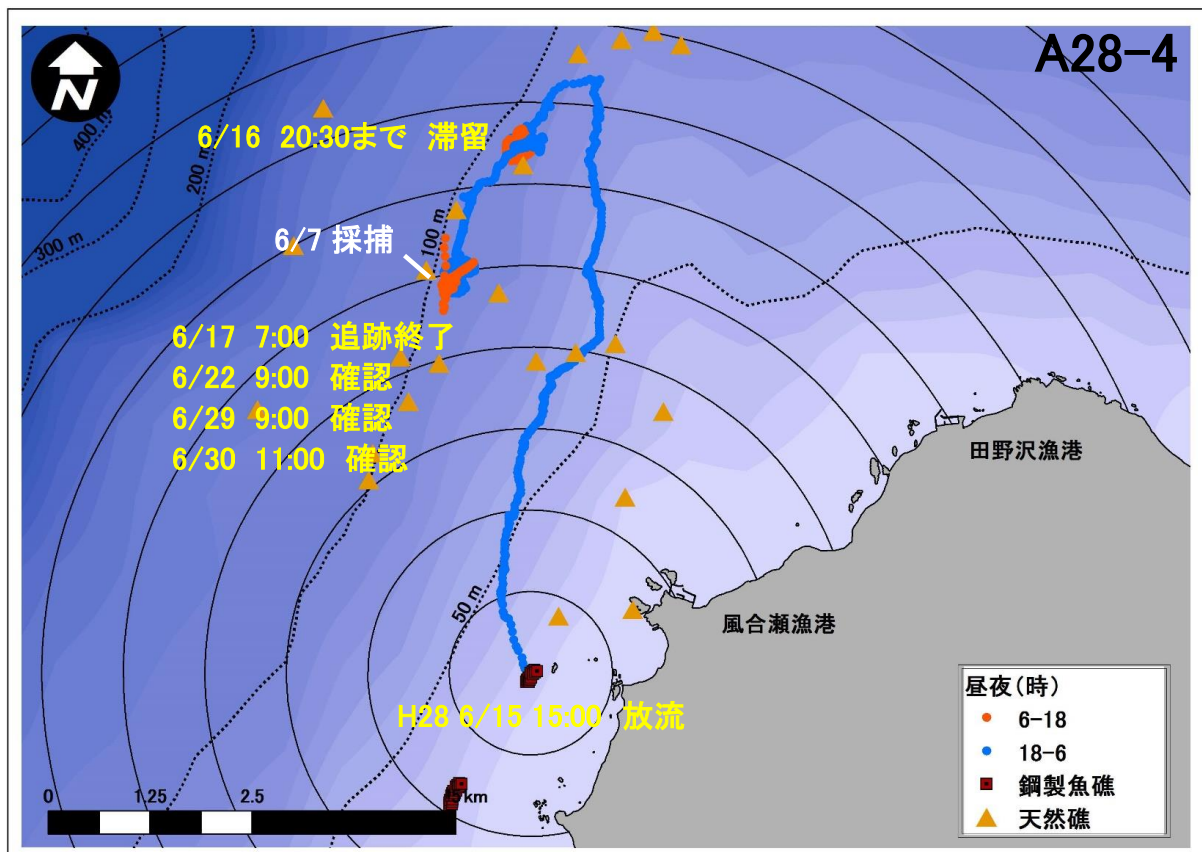 A28-4
N
400 m
200 m
300 m
100 m
50 m
6/16 20:30まで 滞留
6/7 採捕
6/17 7:00 追跡終了
6/22 9:00 確認
6/29 9:00 確認
6/30 11:00 確認
田野沢漁港
風合瀬漁港
H28 6/15 15:00 放流
昼夜(時)
6-18
18-6
鋼製魚礁
天然礁
0 1.25 2.5 5 km